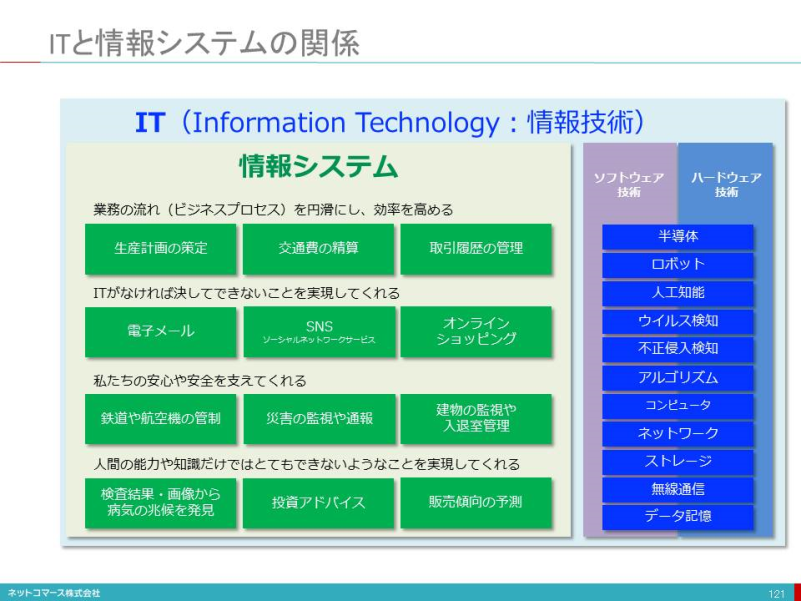 ITと情報システムの関係
IT（Information Technology：情報技術）
情報システム
業務の流れ（ビジネスプロセス）を円滑にし、効率を高める
生産計画の策定
交通費の精算
取引履歴の管理
ITがなければ決してできないことを実現してくれる
電子メール
SNS
ソーシャルネットワークサービス
オンライン
ショッピング
私たちの安心や安全を支えてくれる
鉄道や航空機の管制
災害の監視や通報
建物の監視や
入退室管理
人間の能力や知識だけではとてもできないようなことを実現してくれる
検査結果・画像から
病気の兆候を発見
投資アドバイス
販売傾向の予測
ソフトウェア
技術
ハードウェア
技術
半導体
ロボット
人工知能
ウイルス検知
不正侵入検知
アルゴリズム
コンピュータ
ネットワーク
ストレージ
無線通信
データ記憶
ネットコマース株式会社
121